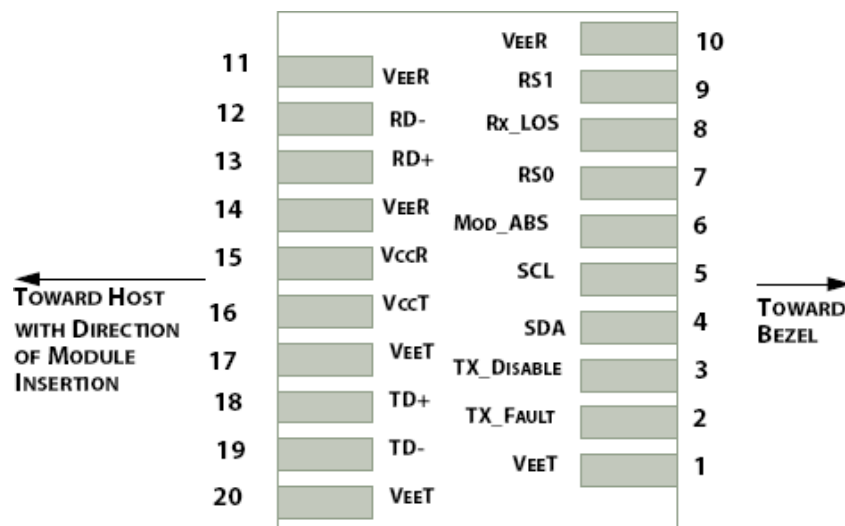 11 VEER
12 RD-
13 RD+
14 VEER
15 VCCR
16 VCCT
17 VEET
18 TD+
19 TD-
20 VEET
VEER 10
RS1 9
RX_LOS 8
RS0 7
MOD_ABS 6
SCL 5
SDA 4
TX_DISABLE 3
TX_FAULT 2
VEET 1
TOWARD HOST
WITH DIRECTION
OF MODULE
INSERTION
TOWARD
BEZEL